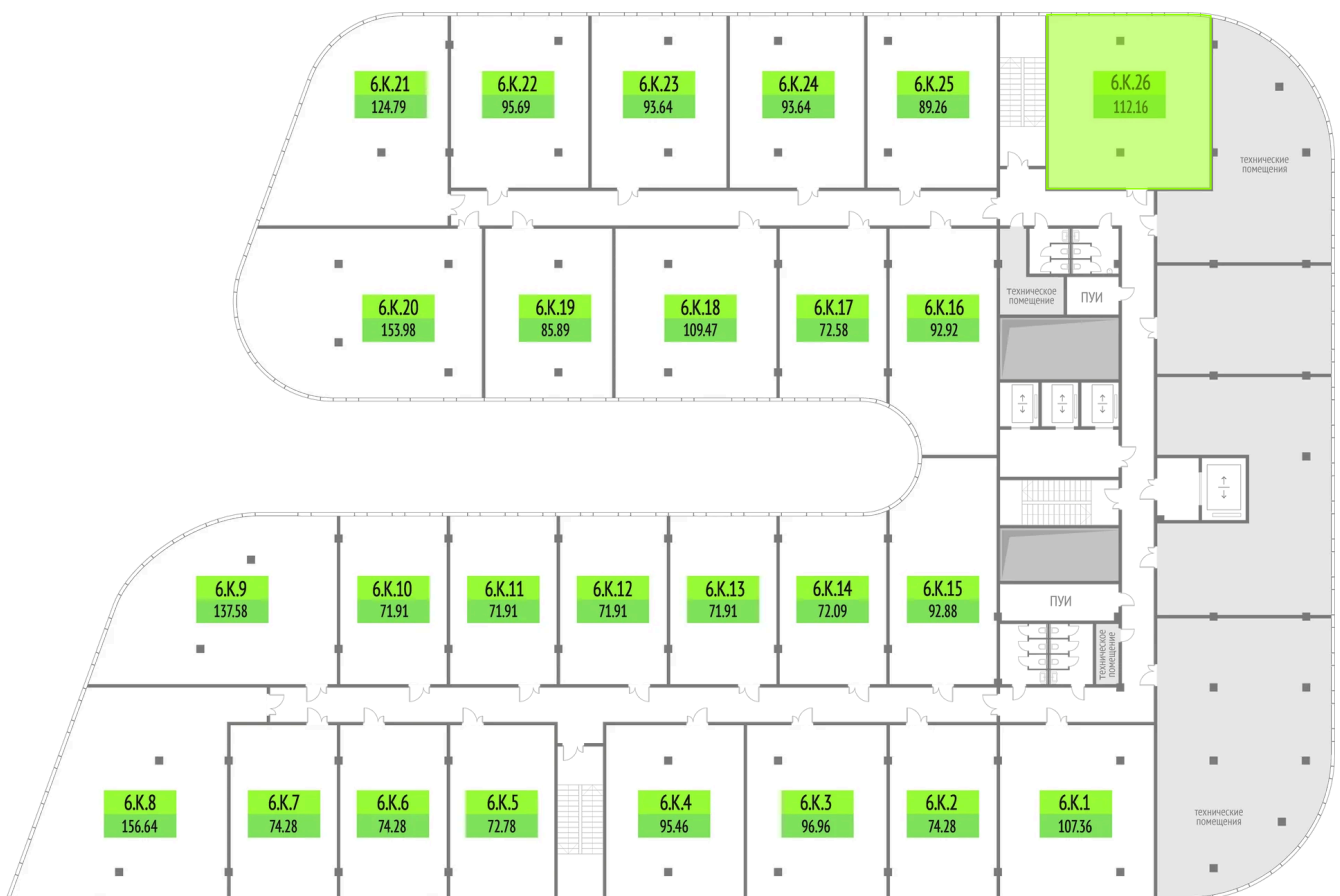 6.К.21
124.79
6.К.22
95.69
6.К.23
93.64
6.К.24
93.64
6.К.25
89.26
6.К.26
112.16
технические
помещения
6.К.20
153.98
6.К.19
85.89
6.К.18
109.47
6.К.17
72.58
6.К.16
92.92
техническое
помещение
ПУИ
6.К.9
137.58
6.К.10
71.91
6.К.11
71.91
6.К.12
71.91
6.К.13
71.91
6.К.14
72.09
6.К.15
92.88
ПУИ
техническое
помещение
6.К.8
156.64
6.К.7
74.28
6.К.6
74.28
6.К.5
72.78
6.К.4
95.46
6.К.3
96.96
6.К.2
74.28
6.К.1
107.36
технические
помещения